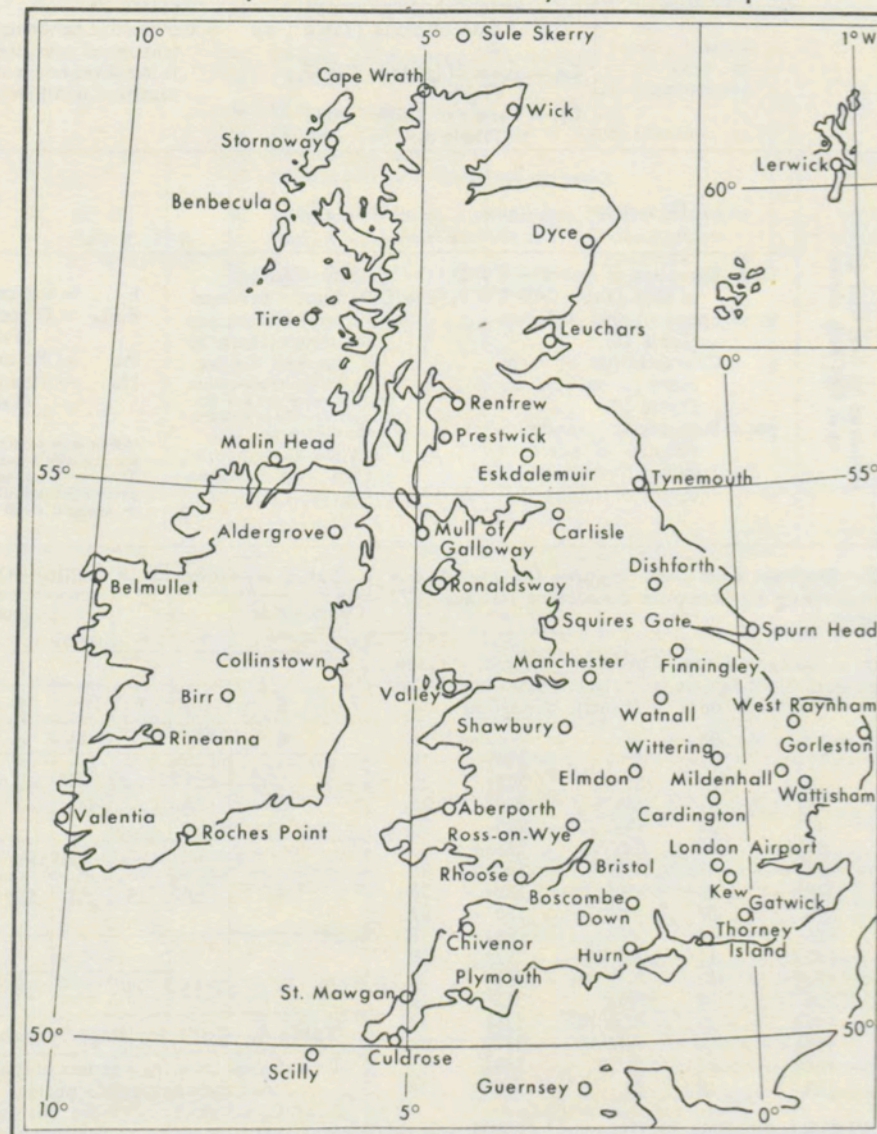 10°
5°
Sule Skerry
1° W
Cape Wrath
Wick
Stornoway
Lerwick
60°
Benbecula
Dyce
Tiree
Leuchars
0°
Renfrew
Malin Head
Prestwick
Eskdalemuir
Tynemouth
55°
55°
Aldergrove
Mull of
Galloway
Carlisle
Belmullet
Ronaldsway
Dishforth
Squires Gate
Spurn Head
Collinstown
Manchester
Finningley
Birr
Valley
Watnall
West Raynham
Rineanna
Shawbury
Wittering
Gorleston
Elmdon
Mildenhall
Wattisham
Valentia
Roches Point
Aberporth
Cardington
Ross-on-Wye
London Airport
Rhoose
Bristol
Kew
Boscombe
Down
Gatwick
Chivenor
Hurn
Thorney
Island
St. Mawgan
Plymouth
50°
50°
Scilly
Culdrose
Guernsey
10°
5°
0°